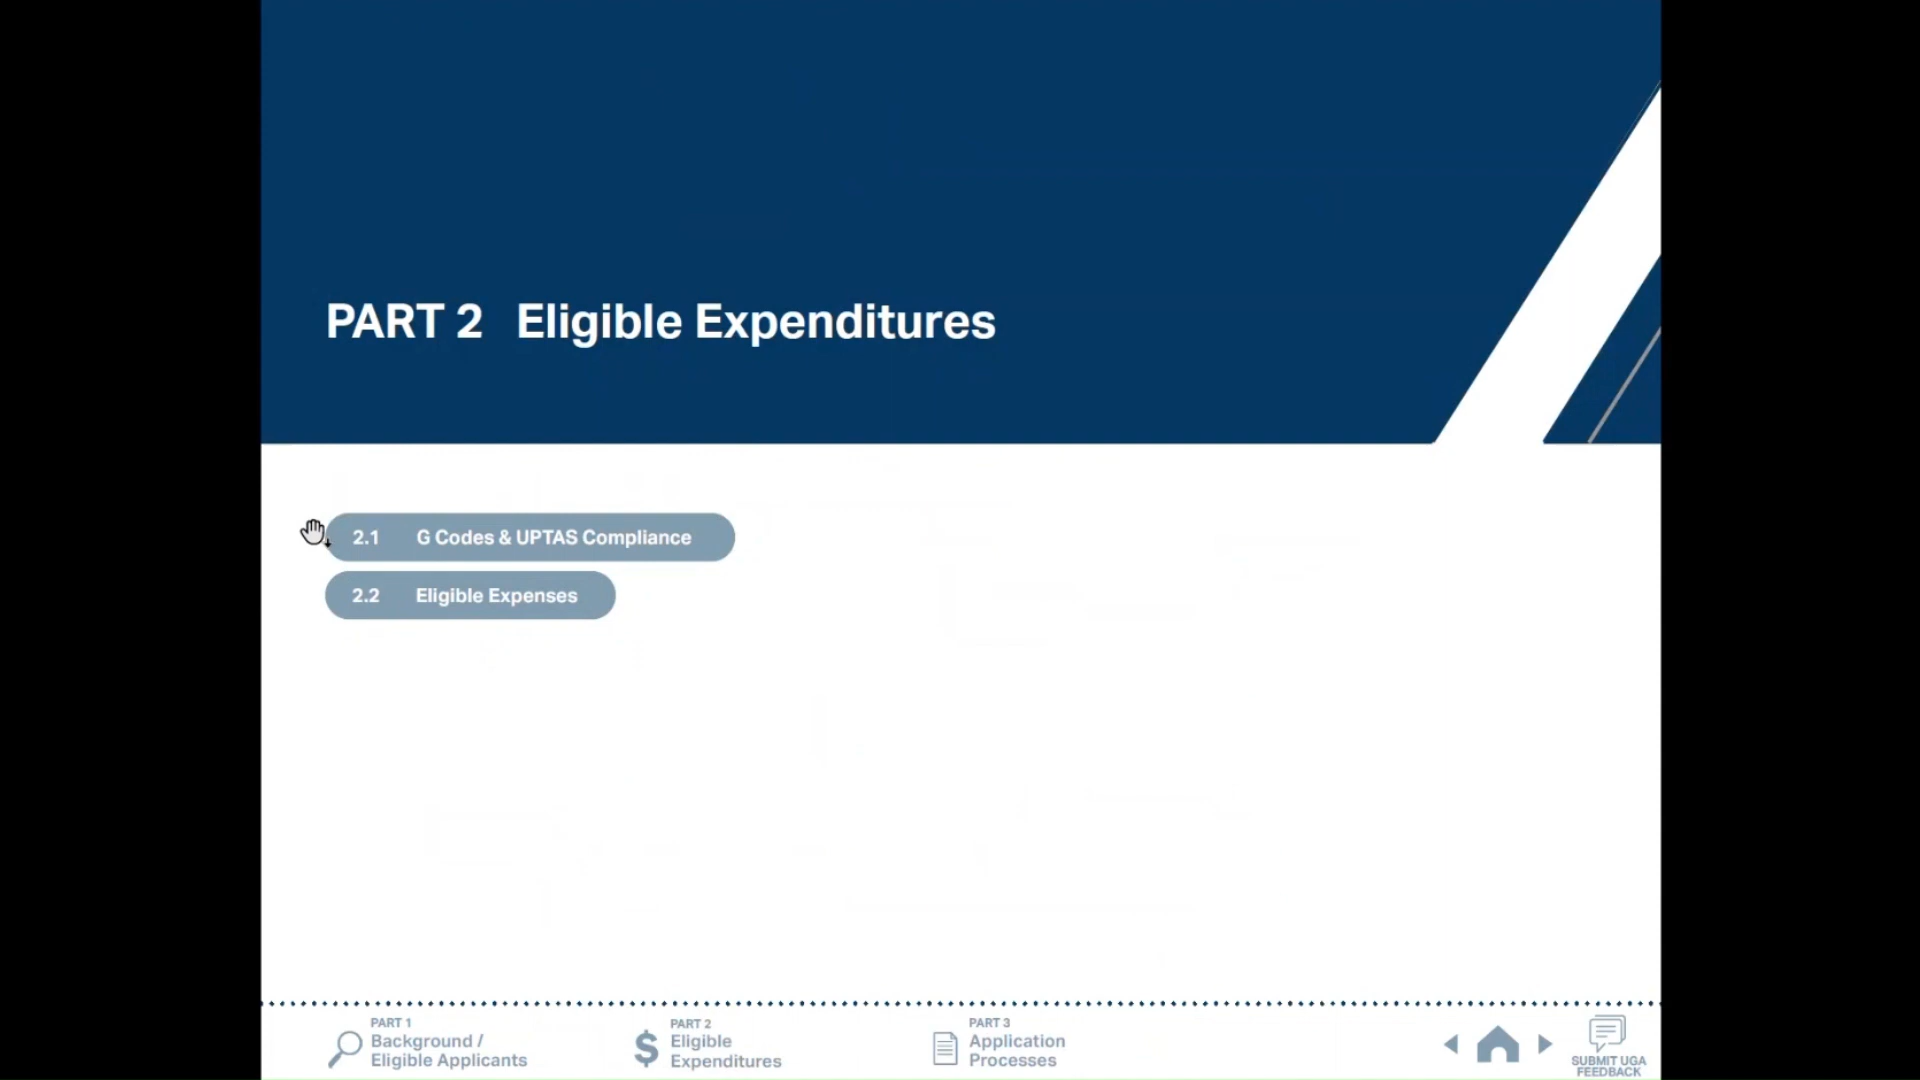 PART 2 Eligible Expenditures
2.1 G Codes & UPTAS Compliance
2.2 Eligible Expenses
PART 1
Background /
Eligible Applicants
PART 2
Eligible
Expenditures
PART 3
Application
Processes
SUBMIT UGA
FEEDBACK